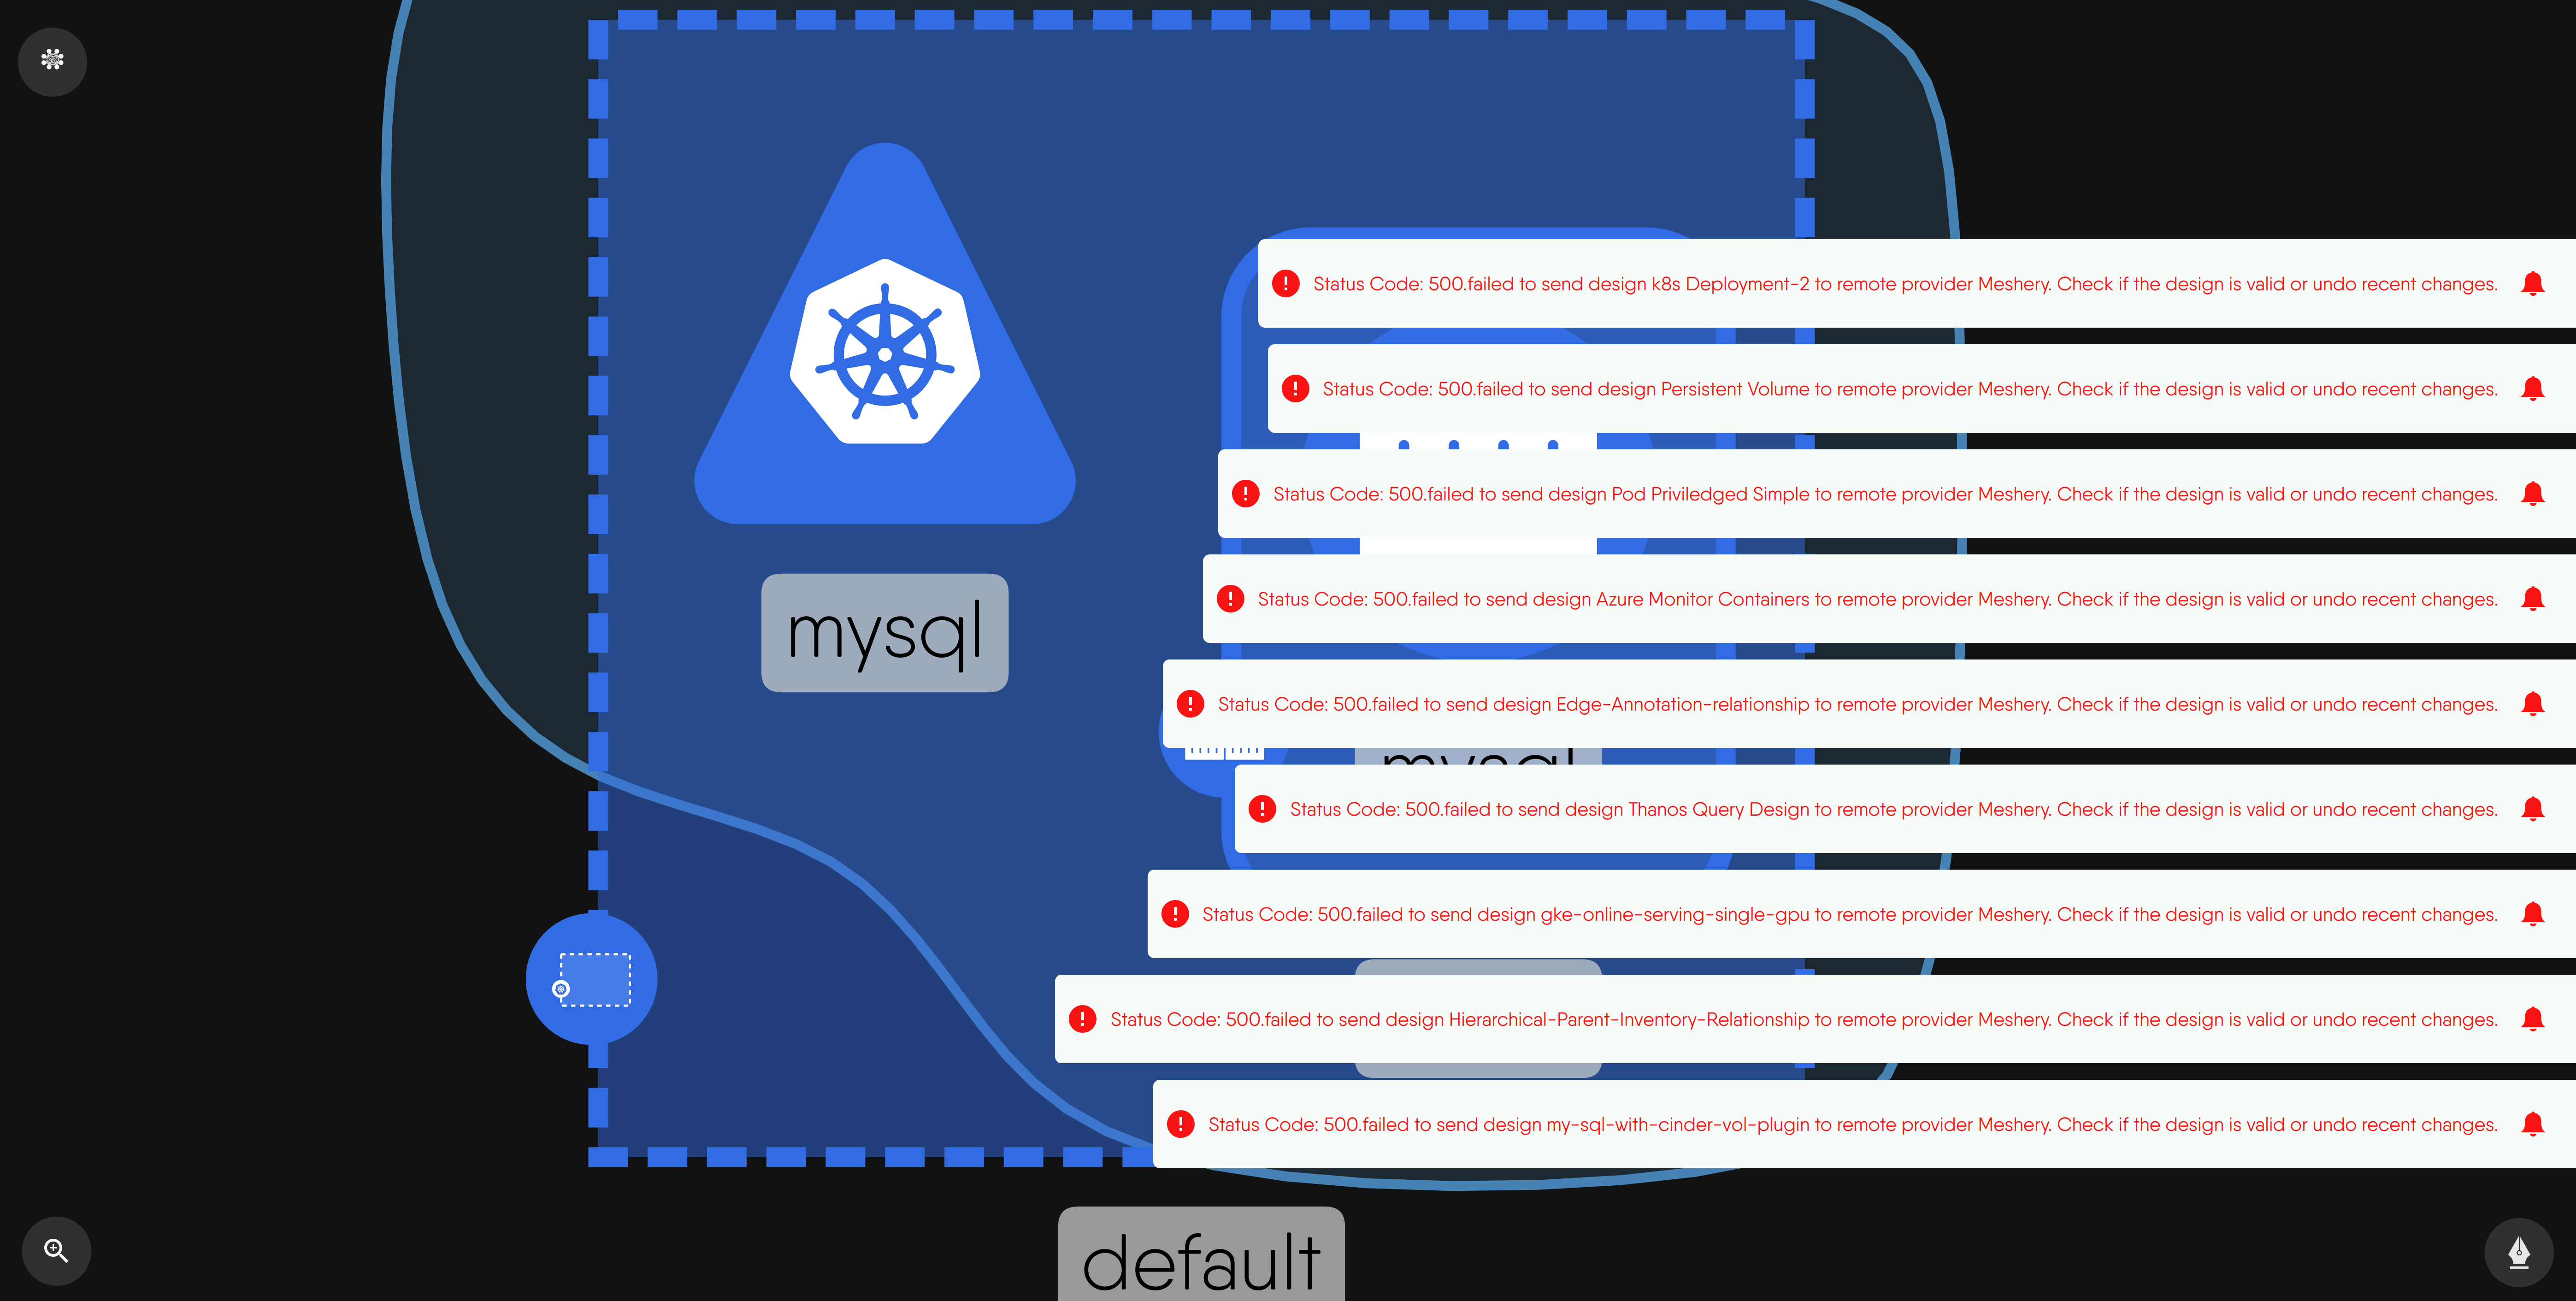 Status Code: 500.failed to send design k8s Deployment-2 to remote provider Meshery. Check if the design is valid or undo recent changes.
Status Code: 500.failed to send design Persistent Volume to remote provider Meshery. Check if the design is valid or undo recent changes.
Status Code: 500.failed to send design Pod Priviledged Simple to remote provider Meshery. Check if the design is valid or undo recent changes.
Status Code: 500.failed to send design Azure Monitor Containers to remote provider Meshery. Check if the design is valid or undo recent changes.
mysql
Status Code: 500.failed to send design Edge-Annotation-relationship to remote provider Meshery. Check if the design is valid or undo recent changes.
mysql
Status Code: 500.failed to send design Thanos Query Design to remote provider Meshery. Check if the design is valid or undo recent changes.
Status Code: 500.failed to send design gke-online-serving-single-gpu to remote provider Meshery. Check if the design is valid or undo recent changes.
Status Code: 500.failed to send design Hierarchical-Parent-Inventory-Relationship to remote provider Meshery. Check if the design is valid or undo recent changes.
Status Code: 500.failed to send design my-sql-with-cinder-vol-plugin to remote provider Meshery. Check if the design is valid or undo recent changes.
default